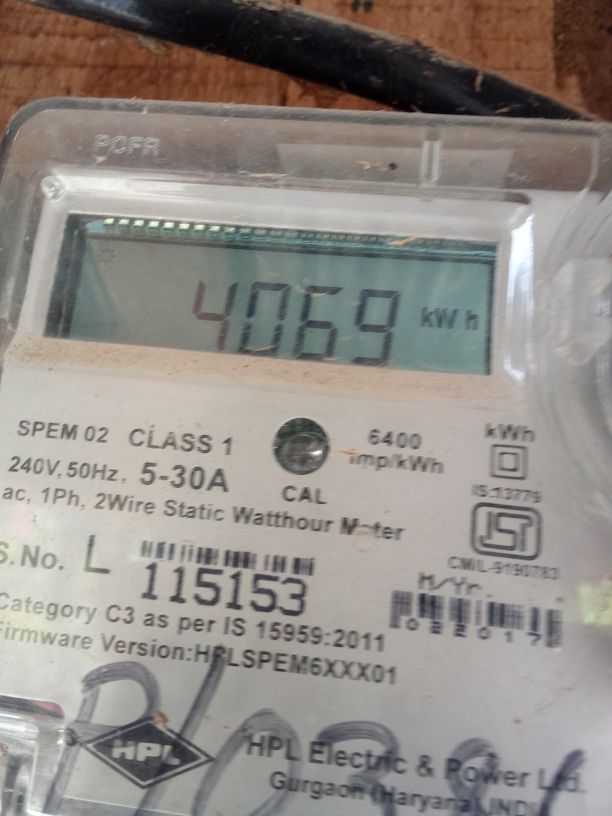 PCFR
4069 kWh
SPEM 02 CLASS 1
6400
imp/kWh
kWh
240V, 50Hz, 5-30A
CAL
IS:13779
ac, 1Ph, 2Wire Static Watthour Meter
ISI
CM/L-9190783
S.No. L 115153
M/Yr.
022017
Category C3 as per IS 15959:2011
Firmware Version:HPLSPEM6XXX01
HPL
HPL Electric & Power Ltd.
Gurgaon (Haryana) INDIA